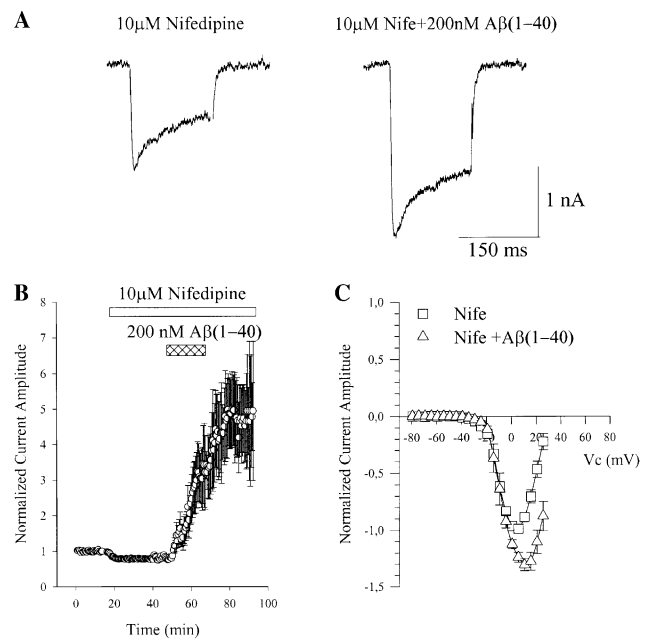 A
10µM Nifedipine
10µM Nife+200nM Aβ(1−40)
1 nA
150 ms
B
10µM Nifedipine
200 nM Aβ(1−40)
Normalized Current Amplitude
8
7
6
5
4
3
2
1
0
0 20 40 60 80 100
Time (min)
C
Nife
Nife +Aβ(1−40)
Normalized Current Amplitude
1,0
0,5
0,0
-0,5
-1,0
-1,5
-80 -60 -40 -20 0 20 40 60 80
Vc (mV)